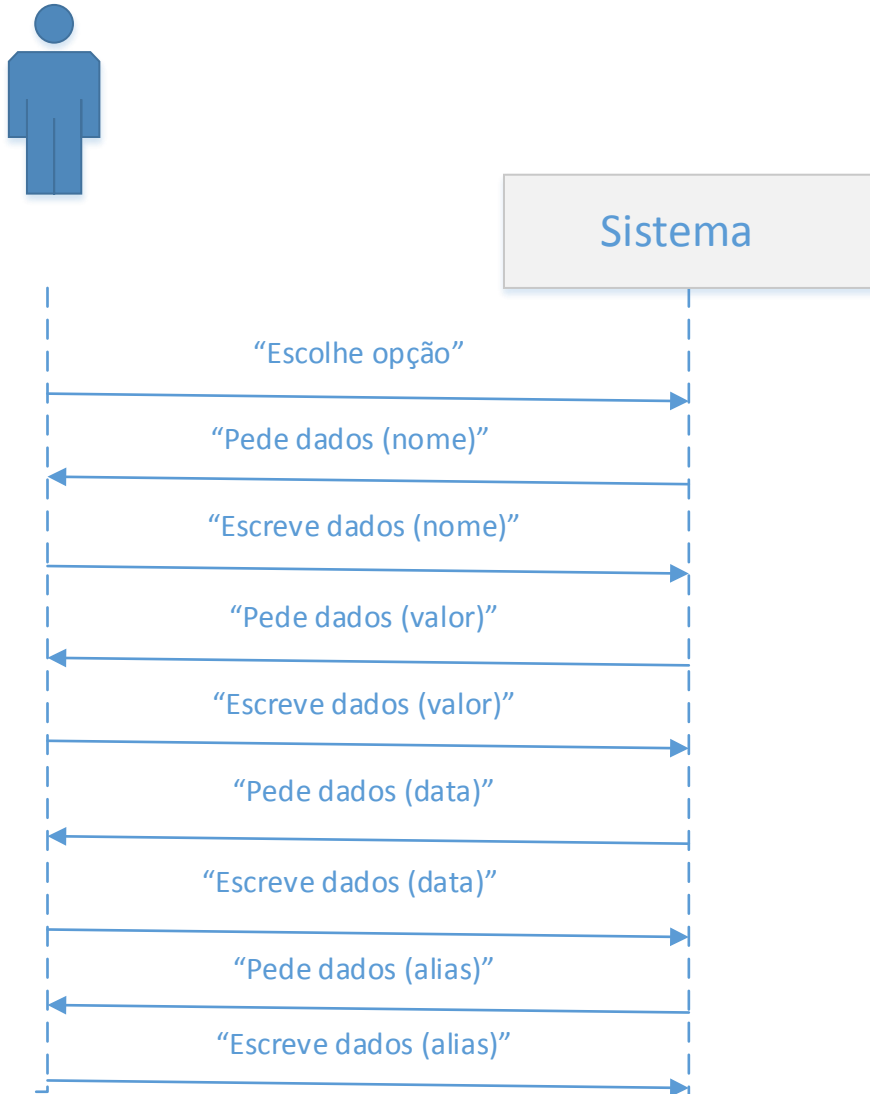 Sistema
“Escolhe opção”
“Pede dados (nome)”
“Escreve dados (nome)”
“Pede dados (valor)”
“Escreve dados (valor)”
“Pede dados (data)”
“Escreve dados (data)”
“Pede dados (alias)”
“Escreve dados (alias)”